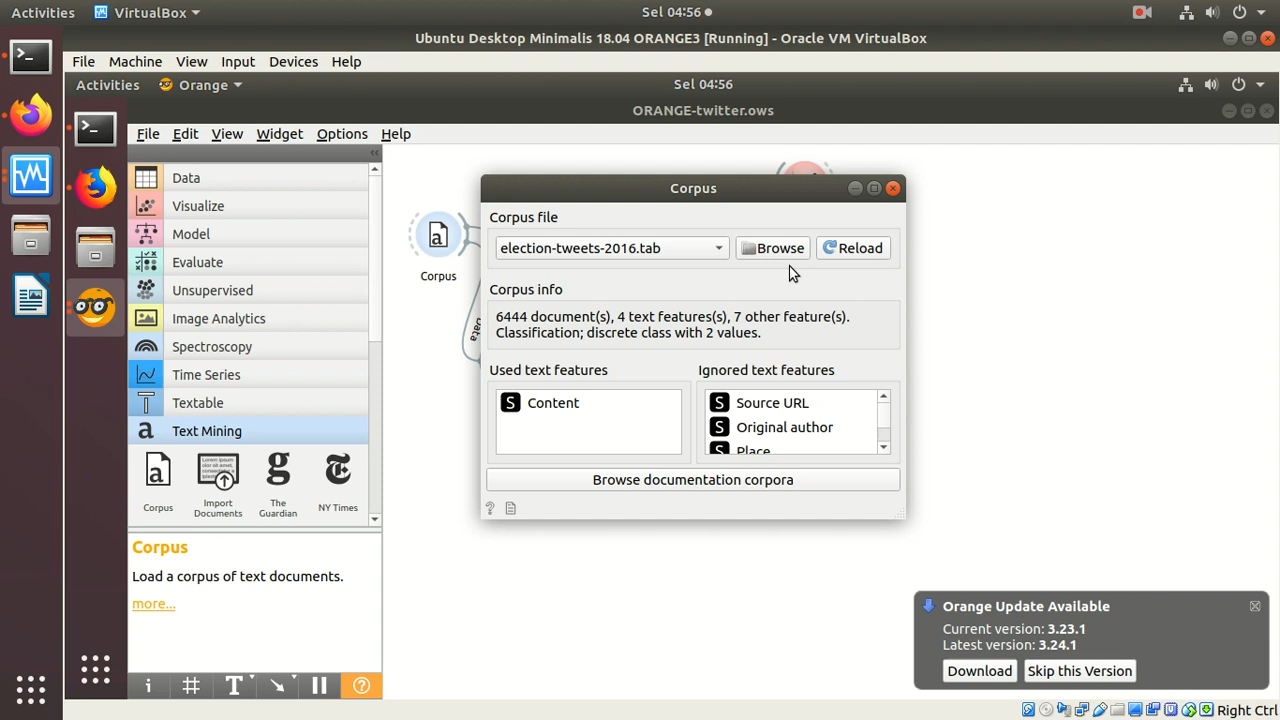 Activities VirtualBox Sel 04:56
Ubuntu Desktop Minimalis 18.04 ORANGE3 [Running] - Oracle VM VirtualBox
File Machine View Input Devices Help
Activities Orange Sel 04:56
ORANGE-twitter.ows
File Edit View Widget Options Help
Data
Visualize
Model
Evaluate
Unsupervised
Image Analytics
Spectroscopy
Time Series
Textable
Text Mining
Corpus
Import Documents
The Guardian
NY Times
Corpus
Load a corpus of text documents.
more...
Corpus
Data
Corpus
Corpus file
election-tweets-2016.tab Browse Reload
Corpus info
6444 document(s), 4 text features(s), 7 other feature(s).
Classification; discrete class with 2 values.
Used text features
S Content
Ignored text features
S Source URL
S Original author
S Place
Browse documentation corpora
Orange Update Available
Current version: 3.23.1
Latest version: 3.24.1
Download Skip this Version
Right Ctrl